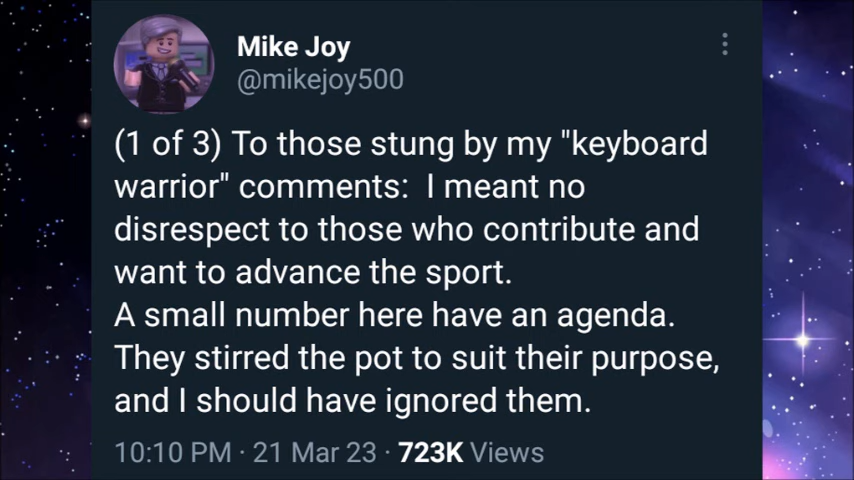 Mike Joy
@mikejoy500
(1 of 3) To those stung by my "keyboard
warrior" comments:  I meant no
disrespect to those who contribute and
want to advance the sport.
A small number here have an agenda.
They stirred the pot to suit their purpose,
and I should have ignored them.
10:10 PM · 21 Mar 23 · 723K Views